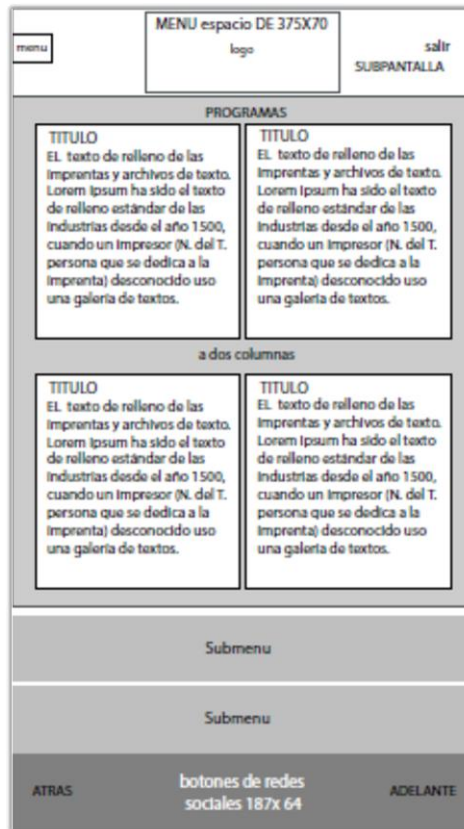 MENU espacio DE 375X70
menu
logo
salir
SUBPANTALLA
PROGRAMAS
TITULO
EL texto de relleno de las
Imprentas y archivos de texto.
Lorem Ipsum ha sido el texto
de relleno estándar de las
Industrias desde el año 1500,
cuando un Impresor (N. del T.
persona que se dedica a la
Imprenta) desconocido uso
una galería de textos.
TITULO
EL texto de relleno de las
Imprentas y archivos de texto.
Lorem Ipsum ha sido el texto
de relleno estándar de las
Industrias desde el año 1500,
cuando un Impresor (N. del T.
persona que se dedica a la
Imprenta) desconocido uso
una galería de textos.
a dos columnas
TITULO
EL texto de relleno de las
Imprentas y archivos de texto.
Lorem Ipsum ha sido el texto
de relleno estándar de las
Industrias desde el año 1500,
cuando un Impresor (N. del T.
persona que se dedica a la
Imprenta) desconocido uso
una galería de textos.
TITULO
EL texto de relleno de las
Imprentas y archivos de texto.
Lorem Ipsum ha sido el texto
de relleno estándar de las
Industrias desde el año 1500,
cuando un Impresor (N. del T.
persona que se dedica a la
Imprenta) desconocido uso
una galería de textos.
Submenu
Submenu
ATRAS
botones de redes
sociales 187x 64
ADELANTE